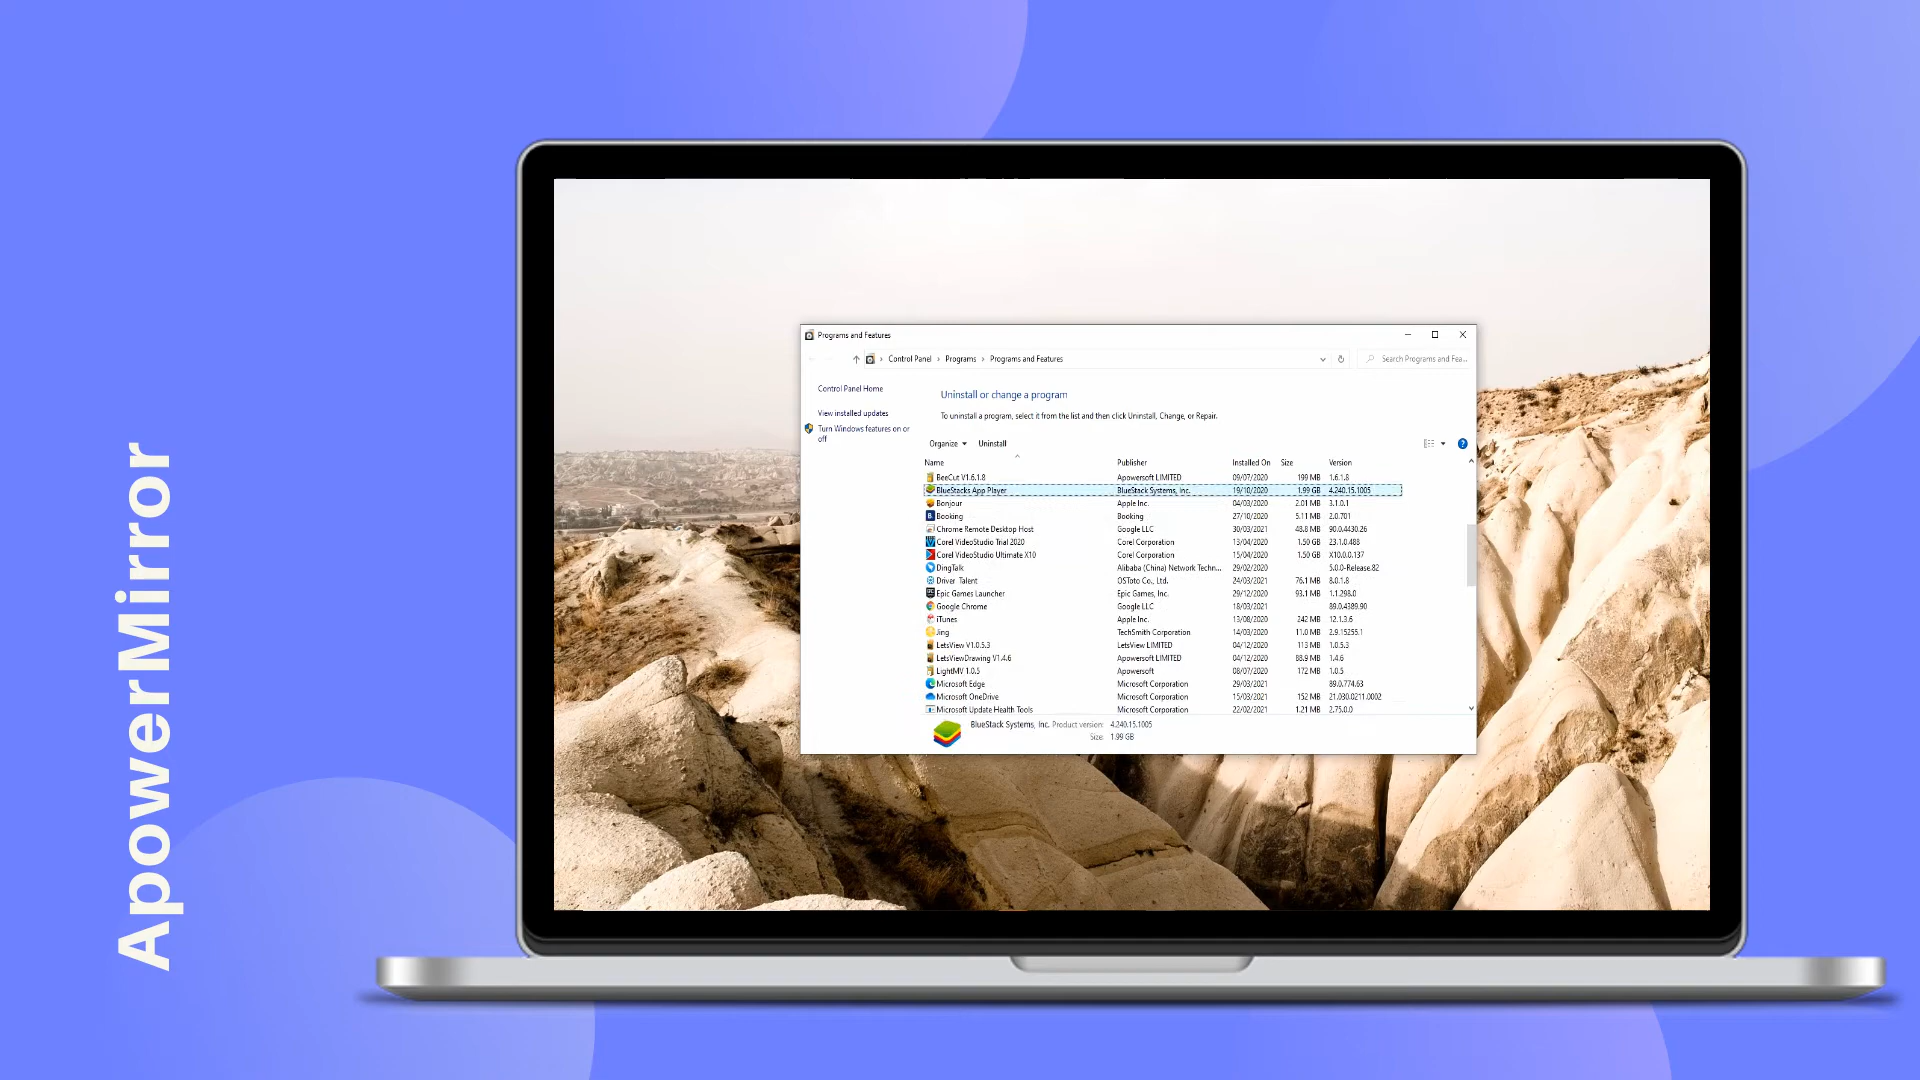 ApowerMirror
Programs and Features
Control Panel > Programs > Programs and Features
Search Programs and Fea...
Control Panel Home
View installed updates
Turn Windows features on or
off
Uninstall or change a program
To uninstall a program, select it from the list and then click Uninstall, Change, or Repair.
Organize Uninstall
Name Publisher Installed On Size Version
BeeCut V1.6.1.8 Apowersoft LIMITED 09/07/2020 199 MB 1.6.1.8
BlueStacks App Player BlueStack Systems, Inc. 19/10/2020 1.99 GB 4.240.15.1005
Bonjour Apple Inc. 04/03/2020 2.01 MB 3.1.0.1
Booking Booking 27/10/2020 5.11 MB 2.0.701
Chrome Remote Desktop Host Google LLC 30/03/2021 48.8 MB 90.0.4430.26
Corel VideoStudio Trial 2020 Corel Corporation 13/04/2020 1.50 GB 23.1.0.488
Corel VideoStudio Ultimate X10 Corel Corporation 15/04/2020 1.50 GB X10.0.0.137
DingTalk Alibaba (China) Network Techn... 29/02/2020 5.0.0-Release.82
Driver Talent OSToto Co., Ltd. 24/03/2021 76.1 MB 8.0.1.8
Epic Games Launcher Epic Games, Inc. 29/12/2020 93.1 MB 1.1.298.0
Google Chrome Google LLC 18/03/2021 89.0.4389.90
iTunes Apple Inc. 13/08/2020 242 MB 12.1.3.6
Jing TechSmith Corporation 14/03/2020 11.0 MB 2.9.15255.1
LetsView V1.0.5.3 LetsView LIMITED 04/12/2020 113 MB 1.0.5.3
LetsViewDrawing V1.4.6 Apowersoft LIMITED 04/12/2020 88.9 MB 1.4.6
LightMV 1.0.5 Apowersoft 08/07/2020 172 MB 1.0.5
Microsoft Edge Microsoft Corporation 29/03/2021 89.0.774.63
Microsoft OneDrive Microsoft Corporation 15/03/2021 152 MB 21.030.0211.0002
Microsoft Update Health Tools Microsoft Corporation 22/02/2021 1.21 MB 2.75.0.0
BlueStack Systems, Inc. Product version: 4.240.15.1005
Size: 1.99 GB